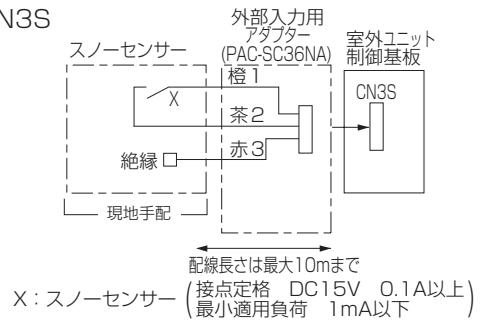 N3S
スノーセンサー
外部入力用
アダプター
(PAC-SC36NA)
室外ユニット
制御基板
橙1
X
茶2
赤3
絶縁
CN3S
現地手配
配線長さは最大10mまで
X：スノーセンサー (接点定格 DC15V 0.1A以上
最小適用負荷 1mA以下)